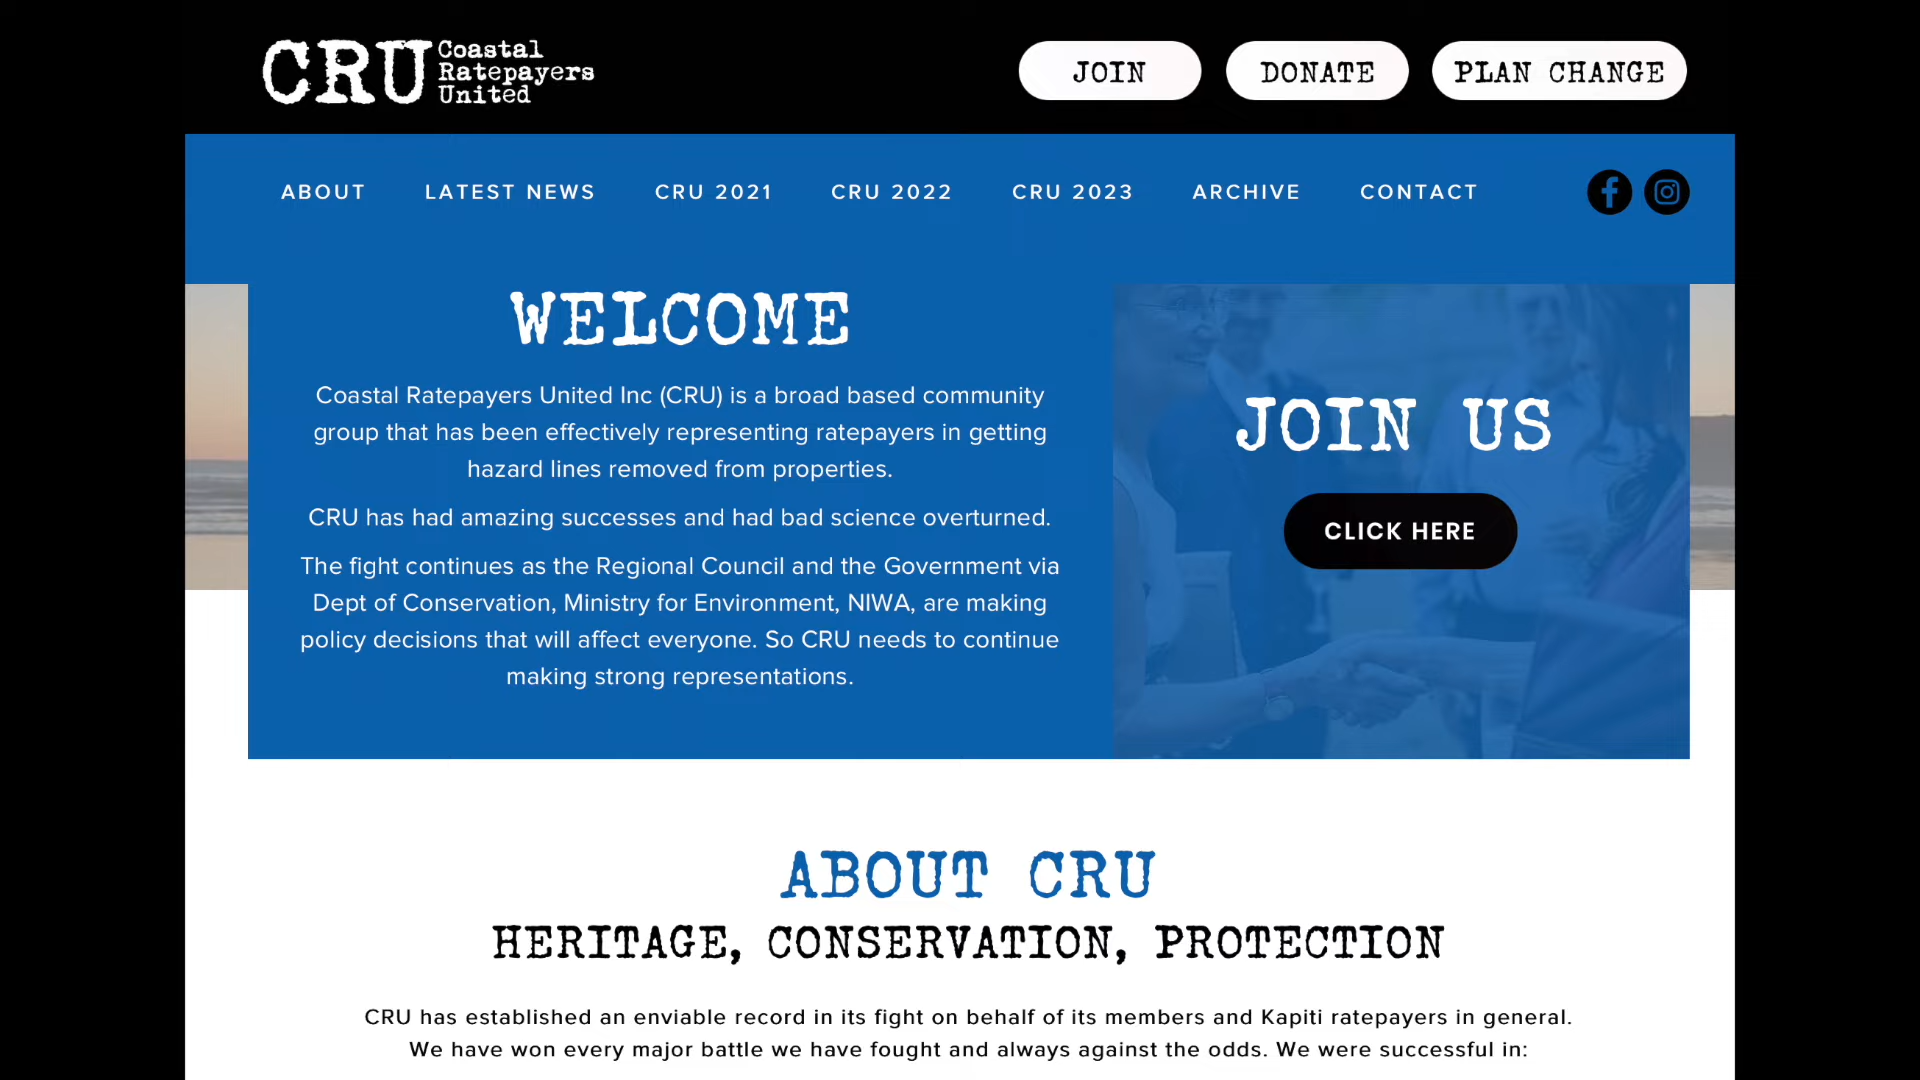 CRU Coastal
Ratepayers
United
JOIN
DONATE
PLAN CHANGE
ABOUT
LATEST NEWS
CRU 2021
CRU 2022
CRU 2023
ARCHIVE
CONTACT
WELCOME
Coastal Ratepayers United Inc (CRU) is a broad based community
group that has been effectively representing ratepayers in getting
hazard lines removed from properties.
CRU has had amazing successes and had bad science overturned.
The fight continues as the Regional Council and the Government via
Dept of Conservation, Ministry for Environment, NIWA, are making
policy decisions that will affect everyone. So CRU needs to continue
making strong representations.
JOIN US
CLICK HERE
ABOUT CRU
HERITAGE, CONSERVATION, PROTECTION
CRU has established an enviable record in its fight on behalf of its members and Kapiti ratepayers in general.
We have won every major battle we have fought and always against the odds. We were successful in: